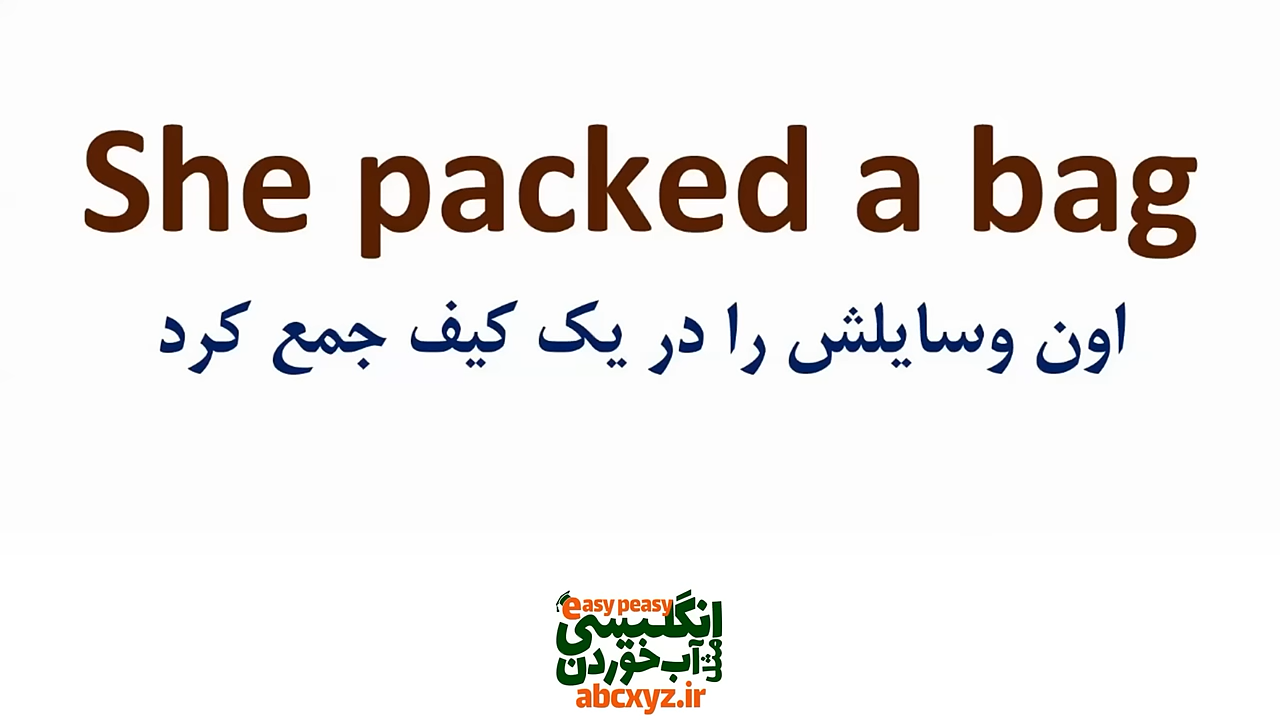 She packed a bag
اون وسایلش را در یک کیف جمع کرد
easy peasy
انگلیسی
مثل آب خوردن
abcxyz.ir